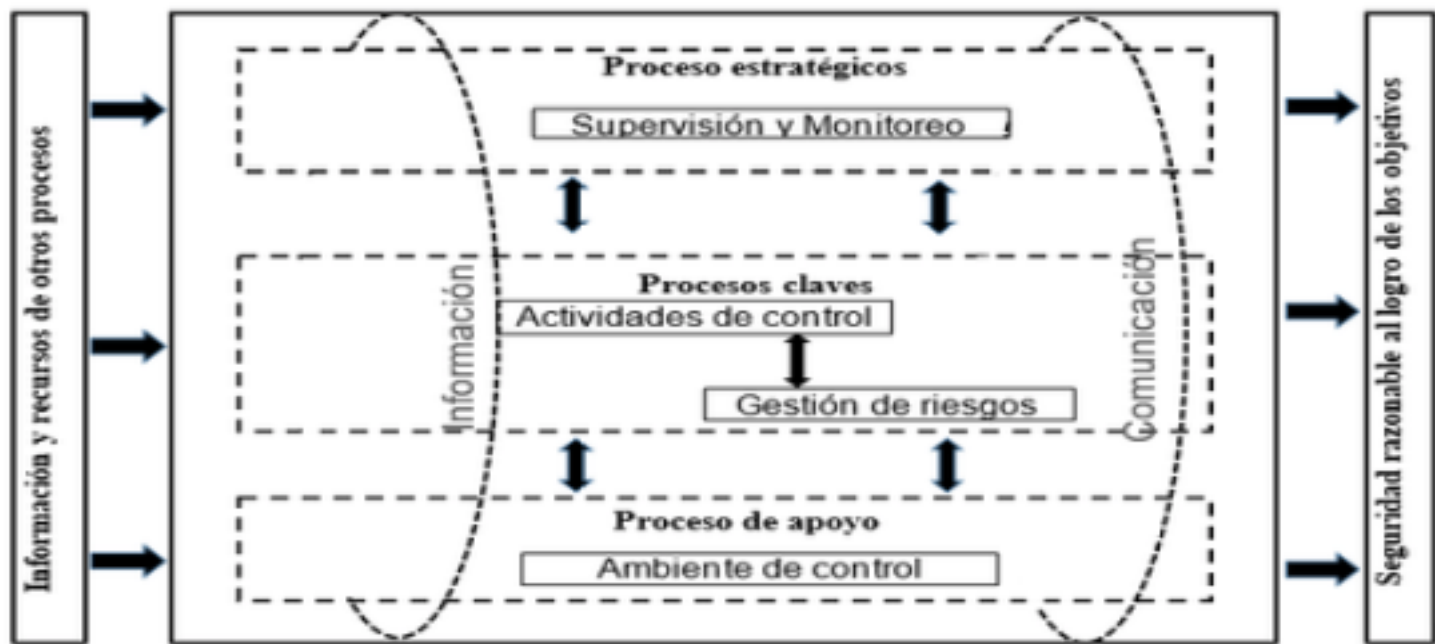 Información y recursos de otros procesos
Proceso estratégicos
Supervisión y Monitoreo
Procesos claves
Actividades de control
Gestión de riesgos
Información
Comunicación
Proceso de apoyo
Ambiente de control
Seguridad razonable al logro de los objetivos